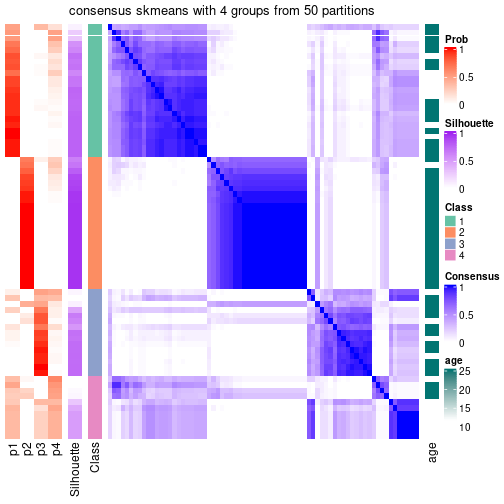 consensus skmeans with 4 groups from 50 partitions
Prob
1
0.5
0
Silhouette
1
0.5
0
Class
1
2
3
4
Consensus
1
0.5
0
age
25
20
15
10
p1
p2
p3
p4
Silhouette
Class
age